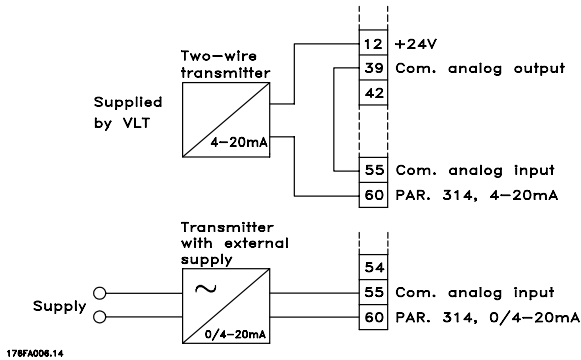 12 +24V
Two-wire
transmitter
39 Com. analog output
42
Supplied
by VLT
4-20mA
55 Com. analog input
60 PAR. 314, 4-20mA
Transmitter
with external
supply
54
~
55 Com. analog input
Supply
60 PAR. 314, 0/4-20mA
0/4-20mA
176FA006.14